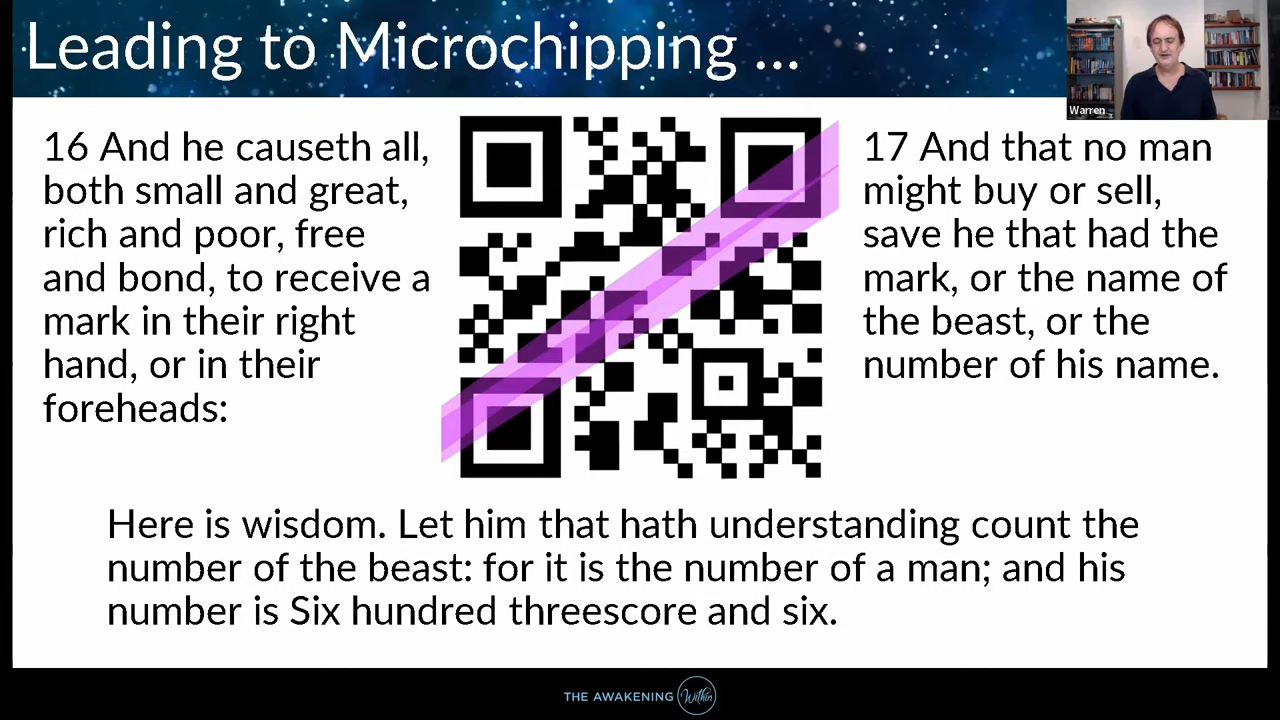 Leading to Microchipping ...
Warren
16 And he causeth all,
both small and great,
rich and poor, free
and bond, to receive a
mark in their right
hand, or in their
foreheads:
17 And that no man
might buy or sell,
save he that had the
mark, or the name of
the beast, or the
number of his name.
Here is wisdom. Let him that hath understanding count the
number of the beast: for it is the number of a man; and his
number is Six hundred threescore and six.
THE AWAKENING Within